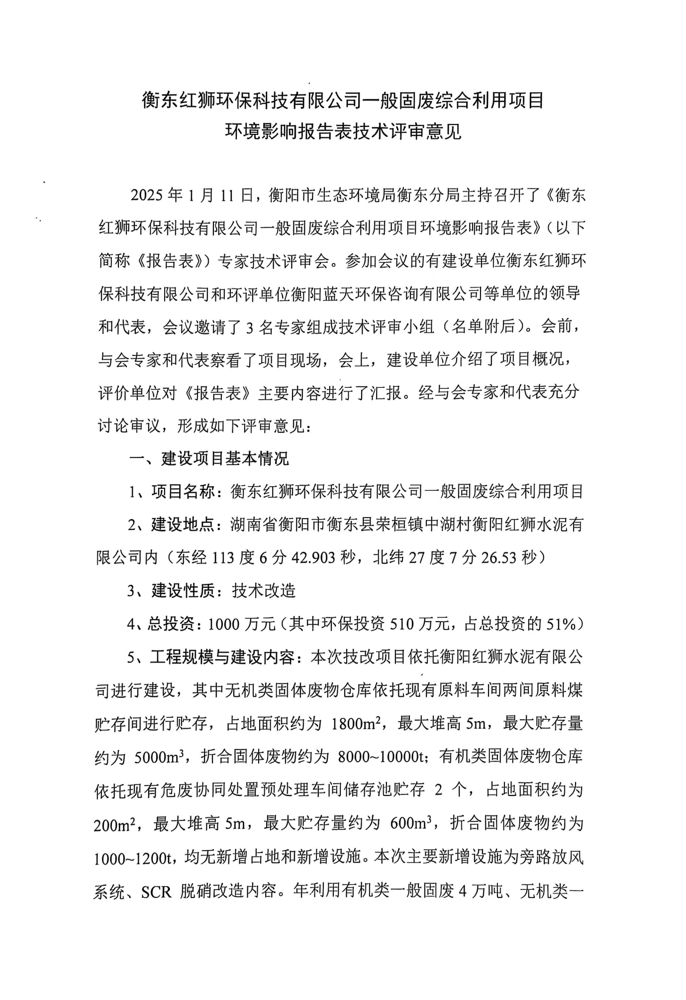 衡东红狮环保科技有限公司一般固废综合利用项目
环境影响报告表技术评审意见
2025 年 1 月 11 日，衡阳市生态环境局衡东分局主持召开了《衡东
红狮环保科技有限公司一般固废综合利用项目环境影响报告表》（以下
简称《报告表》）专家技术评审会。参加会议的有建设单位衡东红狮环
保科技有限公司和环评单位衡阳蓝天环保咨询有限公司等单位的领导
和代表，会议邀请了 3 名专家组成技术评审小组（名单附后）。会前，
与会专家和代表察看了项目现场，会上，建设单位介绍了项目概况，
评价单位对《报告表》主要内容进行了汇报。经与会专家和代表充分
讨论审议，形成如下评审意见：
一、建设项目基本情况
1、项目名称：衡东红狮环保科技有限公司一般固废综合利用项目
2、建设地点：湖南省衡阳市衡东县荣桓镇中湖村衡阳红狮水泥有
限公司内（东经 113 度 6 分 42.903 秒，北纬 27 度 7 分 26.53 秒）
3、建设性质：技术改造
4、总投资：1000 万元（其中环保投资 510 万元，占总投资的 51%）
5、工程规模与建设内容：本次技改项目依托衡阳红狮水泥有限公
司进行建设，其中无机类固体废物仓库依托现有原料车间两间原料煤
贮存间进行贮存，占地面积约为 1800m²，最大堆高 5m，最大贮存量
约为 5000m³，折合固体废物约为 8000~10000t；有机类固体废物仓库
依托现有危废协同处置预处理车间储存池贮存 2 个，占地面积约为
200m²，最大堆高 5m，最大贮存量约为 600m³，折合固体废物约为
1000~1200t，均无新增占地和新增设施。本次主要新增设施为旁路放风
系统、SCR 脱硝改造内容。年利用有机类一般固废 4 万吨、无机类一